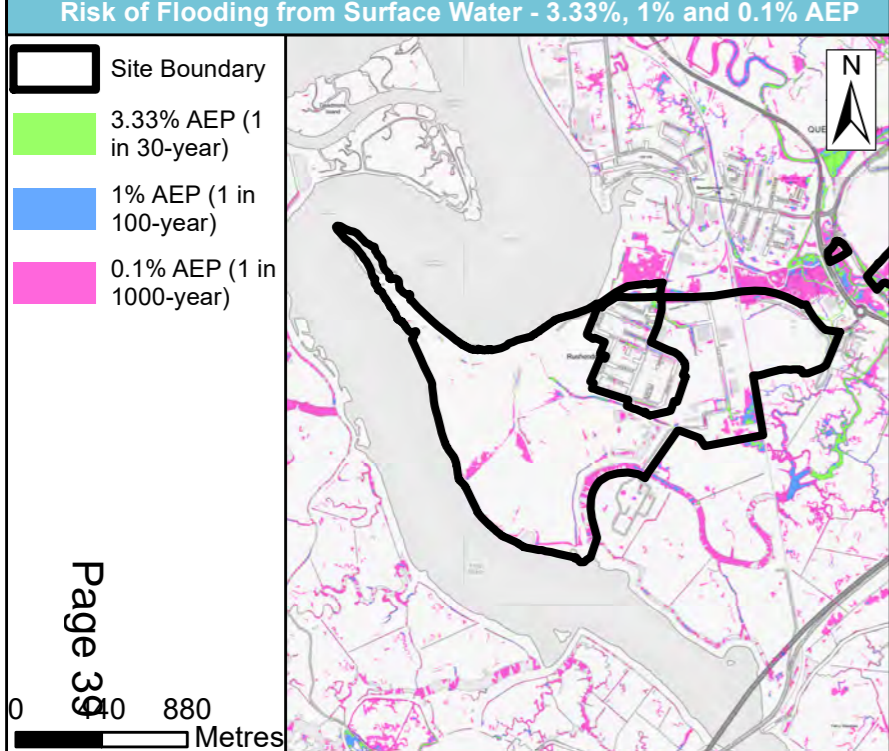 Risk of Flooding from Surface Water - 3.33%, 1% and 0.1% AEP
Site Boundary
3.33% AEP (1
in 30-year)
1% AEP (1 in
100-year)
0.1% AEP (1 in
1000-year)
Page 39
0 440 880
Metres
N
QUE